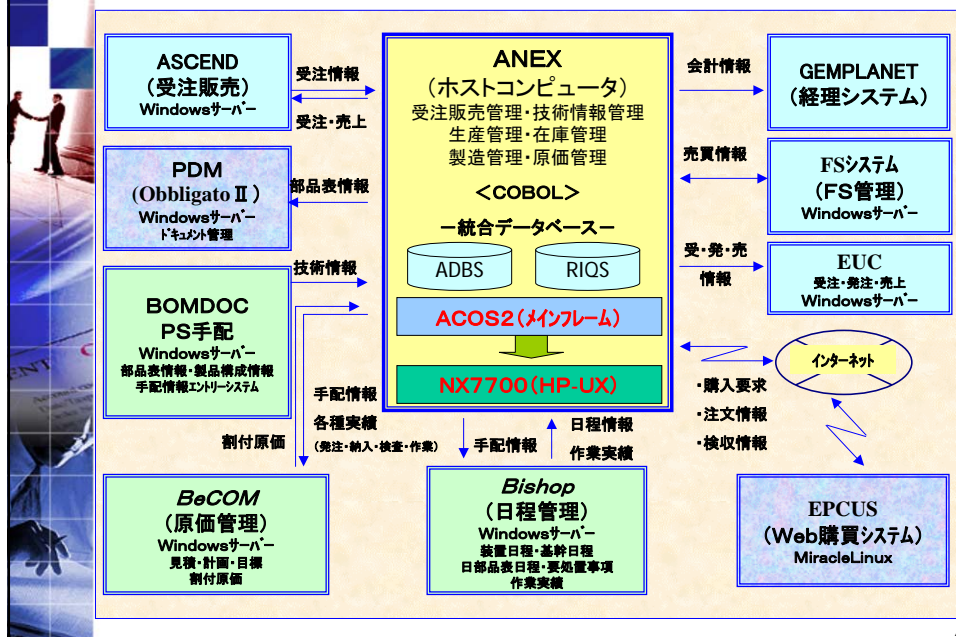 ASCEND
（受注販売）
Windowsサーバー
受注情報
受注・売上
PDM
(ObbligatoⅡ)
Windowsサーバー
ドキュメント管理
部品表情報
BOMDOC
PS手配
Windowsサーバー
部品表情報・製品構成情報
手配情報エントリーシステム
技術情報
ANEX
（ホストコンピュータ）
受注販売管理・技術情報管理
生産管理・在庫管理
製造管理・原価管理
＜COBOL＞
－統合データベース－
ADBS
RIQS
ACOS2（メインフレーム）
NX7700（HP-UX）
会計情報
GEMPLANET
（経理システム）
売買情報
FSシステム
（FS管理）
Windowsサーバー
受・発・売
情報
EUC
受注・発注・売上
Windowsサーバー
インターネット
・購入要求
・注文情報
・検収情報
手配情報
各種実績
（発注・納入・検査・作業）
割付原価
手配情報
日程情報
作業実績
BeCOM
（原価管理）
Windowsサーバー
見積・計画・目標
割付原価
Bishop
（日程管理）
Windowsサーバー
装置日程・基幹日程
日部品表日程・要処置事項
作業実績
EPCUS
（Web購買システム）
MiracleLinux